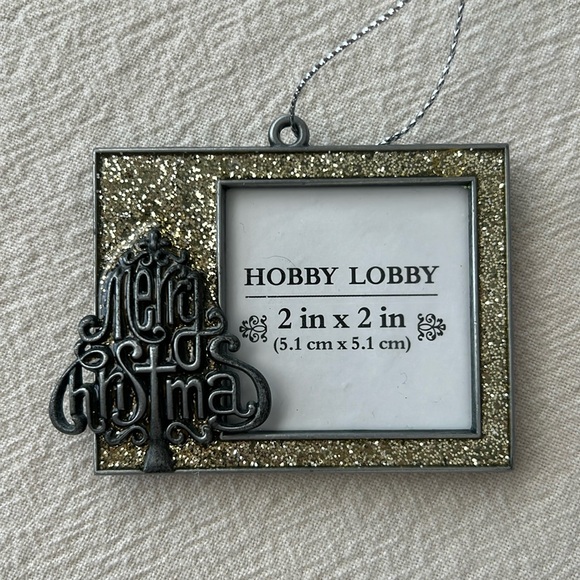 Merry
Christmas
HOBBY LOBBY
2 in x 2 in
(5.1 cm x 5.1 cm)